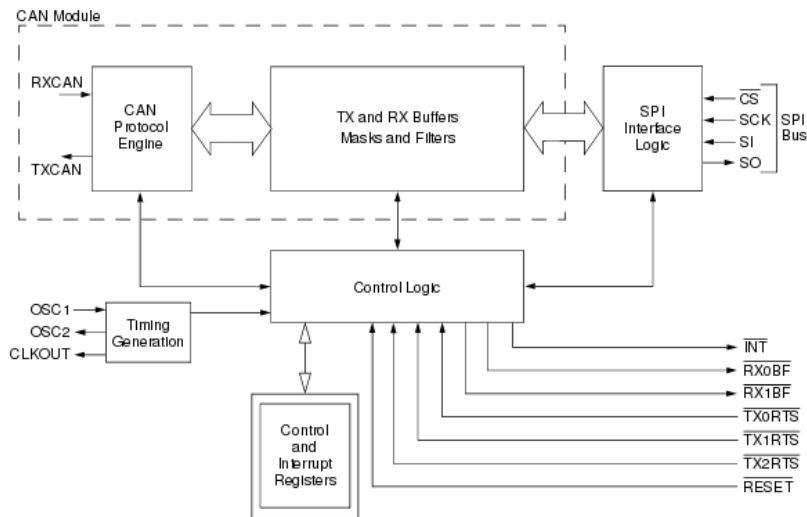 CAN Module
RXCAN
TXCAN
CAN
Protocol
Engine
TX and RX Buffers
Masks and Filters
SPI
Interface
Logic
CS
SCK
SI
SO
SPI
Bus
Control Logic
OSC1
OSC2
CLKOUT
Timing
Generation
Control
and
Interrupt
Registers
INT
RX0BF
RX1BF
TX0RTS
TX1RTS
TX2RTS
RESET